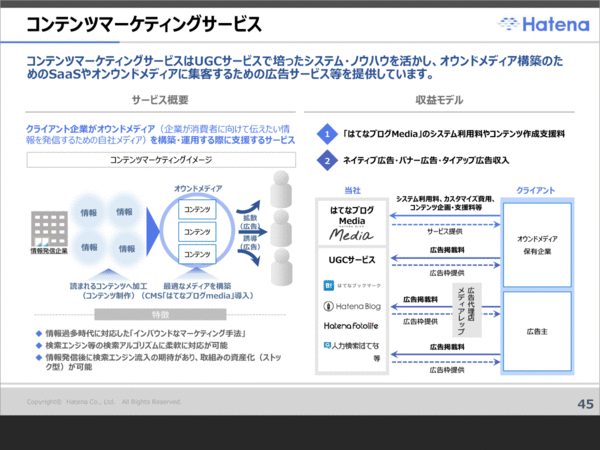 コンテンツマーケティングサービス
Hatena
コンテンツマーケティングサービスはUGCサービスで培ったシステム・ノウハウを活かし、オウンドメディア構築のた
めのSaaSやオンウンドメディアに集客するための広告サービス等を提供しています。
サービス概要
クライアント企業がオウンドメディア（企業が消費者に向けて伝えたい情
報を発信するための自社メディア）を構築・運用する際に支援するサービス
コンテンツマーケティングイメージ
オウンドメディア
情報
情報
情報
情報
コンテンツ
コンテンツ
コンテンツ
拡散
（広告）
誘導
（広告）
情報発信企業
読まれるコンテンツへ加工
（コンテンツ制作）
最適なメディアを構築
（CMS「はてなブログmedia」導入）
特徴
情報過多時代に対応した「インバウンドなマーケティング手法」
検索エンジン等の検索アルゴリズムに柔軟に対応が可能
情報発信後に検索エンジン流入の期待があり、取組みの資産化（ストッ
ク型）が可能
収益モデル
1 「はてなブログMedia」のシステム利用料やコンテンツ作成支援料
2 ネイティブ広告・バナー広告・タイアップ広告収入
当社
クライアント
はてなブログ
Media
Media
システム利用料、カスタマイズ費用、
コンテンツ企画・支援料等
サービス提供
オウンドメディア
保有企業
UGCサービス
広告掲載料
広告枠提供
B! はてなブックマーク
Hatena Blog
Hatena Fotolife
人力検索はてな
等
広告掲載料
広告枠提供
広告代理店
メディアレップ
広告主
広告掲載料
広告枠提供
Copyright© Hatena Co., Ltd. All Rights Reserved.
45